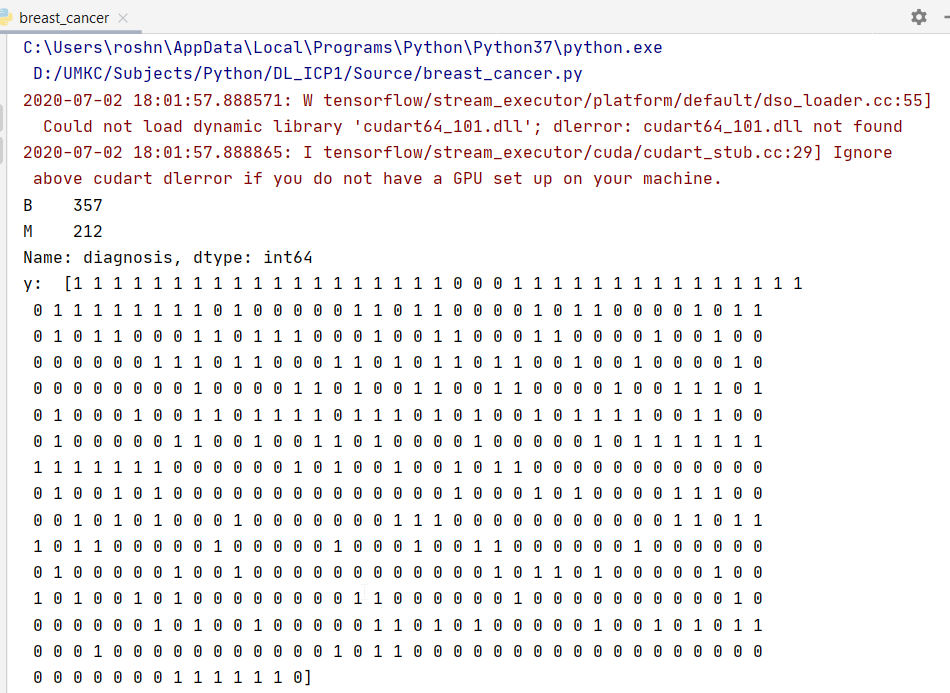 breast_cancer
C:\Users\roshn\AppData\Local\Programs\Python\Python37\python.exe
D:/UMKC/Subjects/Python/DL_ICP1/Source/breast_cancer.py
2020-07-02 18:01:57.888571: W tensorflow/stream_executor/platform/default/dso_loader.cc:55]
Could not load dynamic library 'cudart64_101.dll'; dlerror: cudart64_101.dll not found
2020-07-02 18:01:57.888865: I tensorflow/stream_executor/cuda/cudart_stub.cc:29] Ignore
above cudart dlerror if you do not have a GPU set up on your machine.
B    357
M    212
Name: diagnosis, dtype: int64
y:  [1 1 1 1 1 1 1 1 1 1 1 1 1 1 1 1 1 1 1 0 0 0 1 1 1 1 1 1 1 1 1 1 1 1 1 1 1
0 1 1 1 1 1 1 1 1 0 1 0 0 0 0 0 1 1 0 1 1 0 0 0 0 1 0 1 1 0 0 0 0 1 0 1 1
0 1 0 1 1 0 0 0 1 1 0 1 1 1 0 0 0 1 0 0 1 1 0 0 0 1 1 0 0 0 0 1 0 0 1 0 0
0 0 0 0 0 0 1 1 1 0 1 1 0 0 0 1 1 0 1 0 1 1 0 1 1 0 0 1 0 0 1 0 0 0 0 1 0
0 0 0 0 0 0 0 0 1 0 0 0 0 1 1 0 1 0 0 1 1 0 0 1 1 0 0 0 0 1 0 0 1 1 1 0 1
0 1 0 0 0 1 0 0 1 1 0 1 1 1 1 0 1 1 1 0 1 0 1 0 0 1 0 1 1 1 1 0 0 1 1 0 0
0 1 0 0 0 0 0 1 1 0 0 1 0 0 1 1 0 1 0 0 0 0 1 0 0 0 0 0 1 0 1 1 1 1 1 1 1
1 1 1 1 1 1 1 0 0 0 0 0 0 1 0 1 0 0 1 0 0 1 0 1 1 0 0 0 0 0 0 0 0 0 0 0 0
0 1 0 0 1 0 1 0 0 0 0 0 0 0 0 0 0 0 0 0 0 1 0 0 0 1 0 1 0 0 0 0 1 1 1 0 0
0 0 1 0 1 0 1 0 0 0 1 0 0 0 0 0 0 0 1 1 1 0 0 0 0 0 0 0 0 0 0 0 1 1 0 1 1
1 0 1 1 0 0 0 0 0 1 0 0 0 0 0 1 0 0 0 1 0 0 1 1 0 0 0 0 0 0 1 0 0 0 0 0 0
0 1 0 0 0 0 0 1 0 0 1 0 0 0 0 0 0 0 0 0 0 0 0 1 0 1 1 0 1 0 0 0 0 0 1 0 0
1 0 1 0 0 1 0 1 0 0 0 0 0 0 0 0 1 1 0 0 0 0 0 0 1 0 0 0 0 0 0 0 0 0 0 1 0
0 0 0 0 0 0 1 0 1 0 0 1 0 0 0 0 0 1 1 0 1 0 1 0 0 0 0 0 1 0 0 1 0 1 0 1 1
0 0 0 1 0 0 0 0 0 0 0 0 0 0 0 1 0 1 1 0 0 0 0 0 0 0 0 0 0 0 0 0 0 0 0 0 0
0 0 0 0 0 0 0 1 1 1 1 1 1 0]